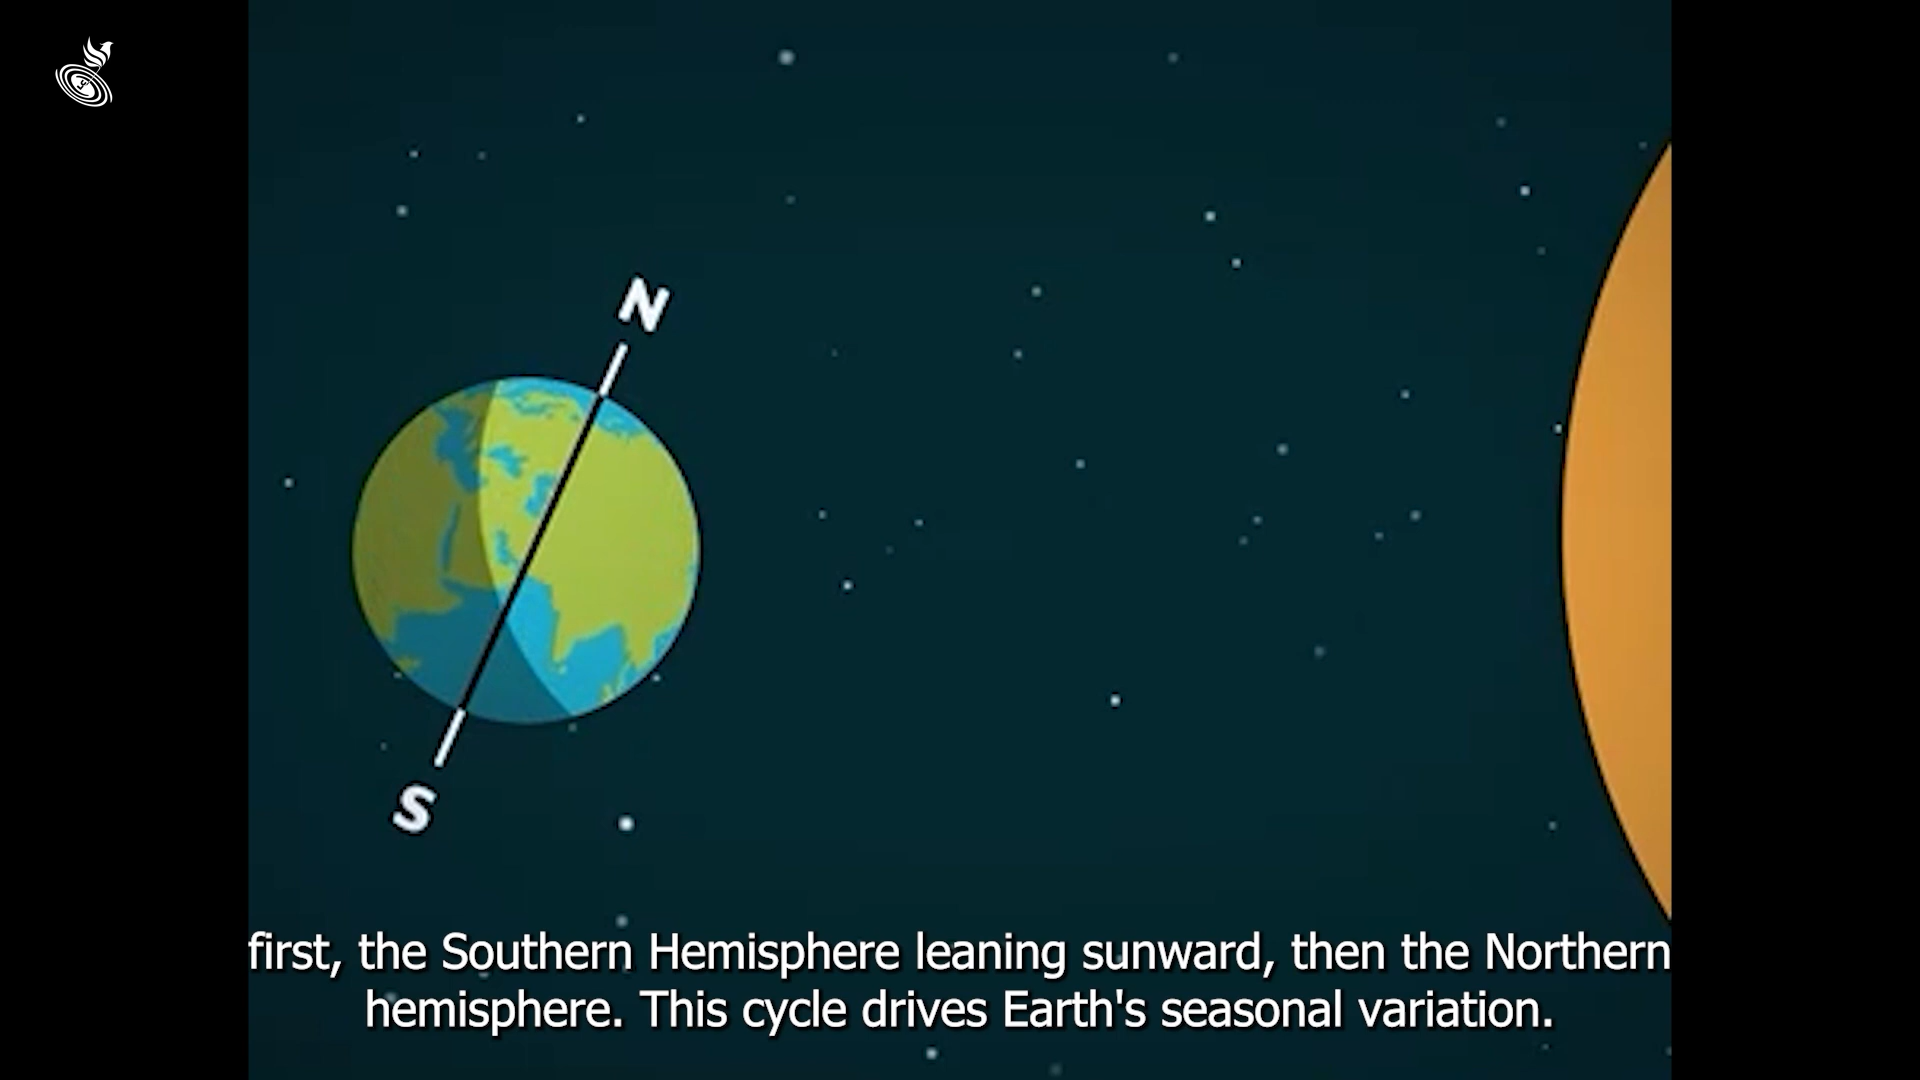 N
S
first, the Southern Hemisphere leaning sunward, then the Northern
hemisphere. This cycle drives Earth's seasonal variation.